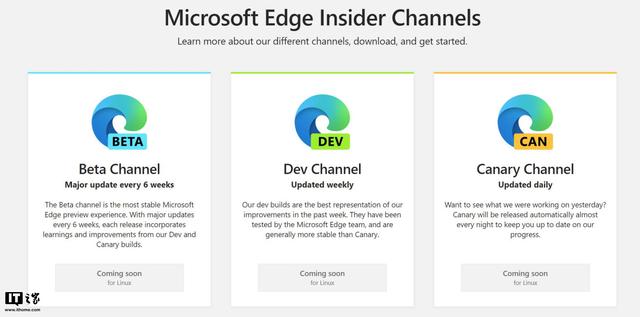 Microsoft Edge Insider Channels
Learn more about our different channels, download, and get started.
BETA
Beta Channel
Major update every 6 weeks
The Beta channel is the most stable Microsoft
Edge preview experience. With major updates
every 6 weeks, each release incorporates
learnings and improvements from our Dev and
Canary builds.
Coming soon
for Linux
DEV
Dev Channel
Updated weekly
Our dev builds are the best representation of our
improvements in the past week. They have been
tested by the Microsoft Edge team, and are
generally more stable than Canary.
Coming soon
for Linux
CAN
Canary Channel
Updated daily
Want to see what we were working on yesterday?
Canary will be released automatically almost
every night to keep you up to date on our
progress.
Coming soon
for Linux
IT之家
www.ithome.com